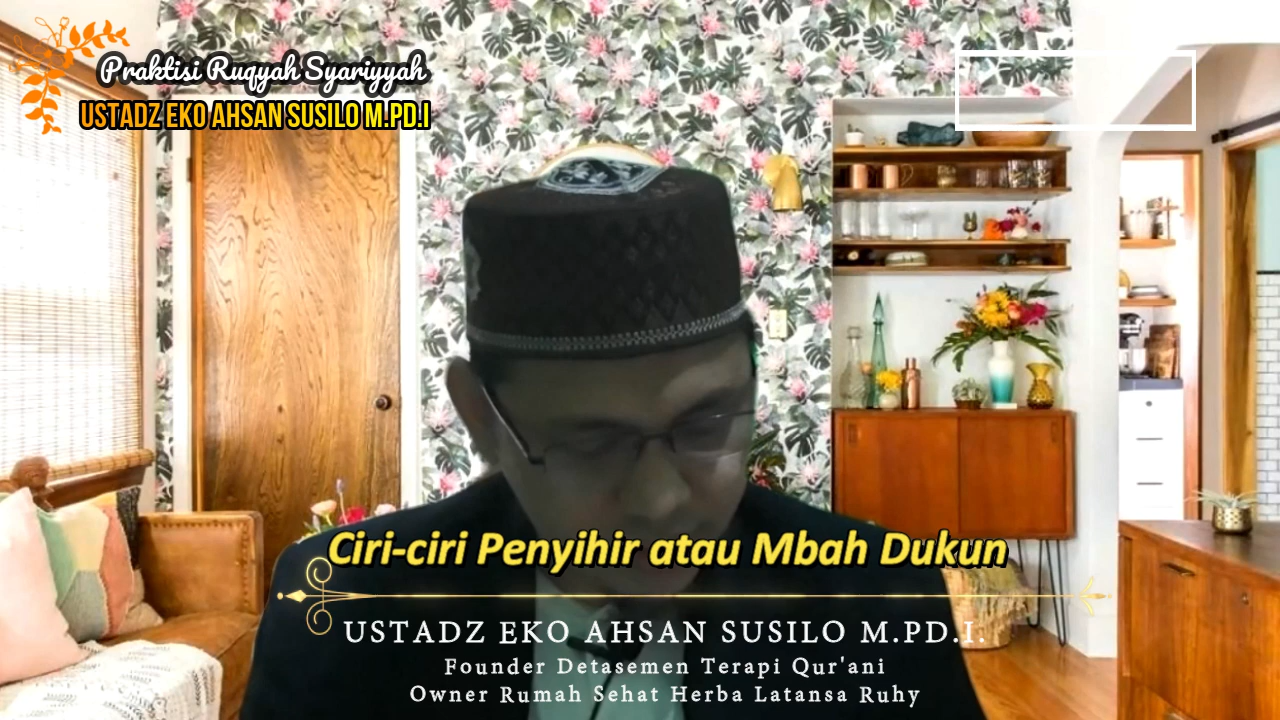 Praktisi Ruqyah Syariyyah
USTADZ EKO AHSAN SUSILO M.PD.I
Ciri-ciri Penyihir atau Mbah Dukun
USTADZ EKO AHSAN SUSILO M.PD.I.
Founder Detasemen Terapi Qur'ani
Owner Rumah Sehat Herba Latansa Ruhy